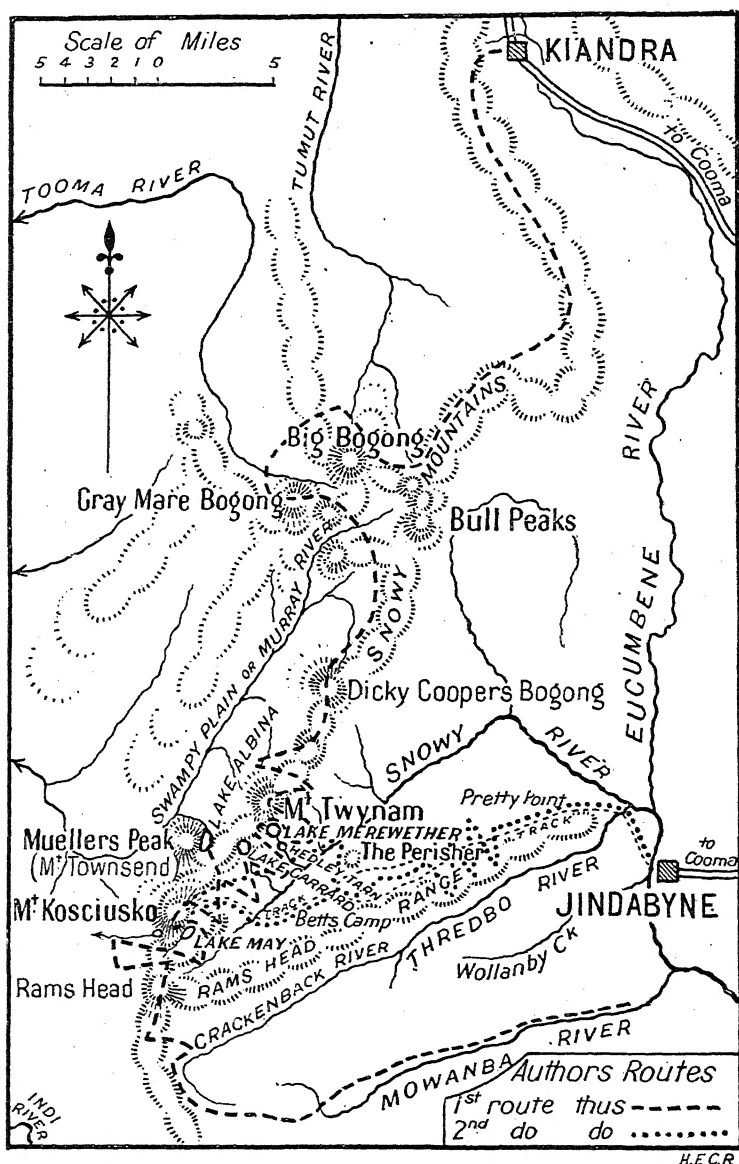 Scale of Miles
5 4 3 2 1 0 5
KIANDRA
to Cooma
TUMUT RIVER
TOOMA RIVER
Big Bogong
MOUNTAINS
RIVER
Gray Mare Bogong
Bull Peaks
SWAMPY PLAIN OR MURRAY RIVER
SNOWY
EUCUMBENE
Dicky Coopers Bogong
LAKE ALBINA
SNOWY RIVER
Mt Twynam
Pretty Point
Muellers Peak
(Mt Townsend)
LAKE MEREWETHER
TRACK
HEDLEY TARN
The Perisher
to Cooma
LAKE GARRARD
JINDABYNE
Mt Kosciusko
TRACK
Betts Camp
RANGE
THREDBO RIVER
LAKE MAY
Wollanby Ck
Rams Head
RAMS HEAD
CRACKENBACK RIVER
MOWANBA RIVER
INDI RIVER
Authors Routes
1st route thus
2nd do do
H.E.C.R